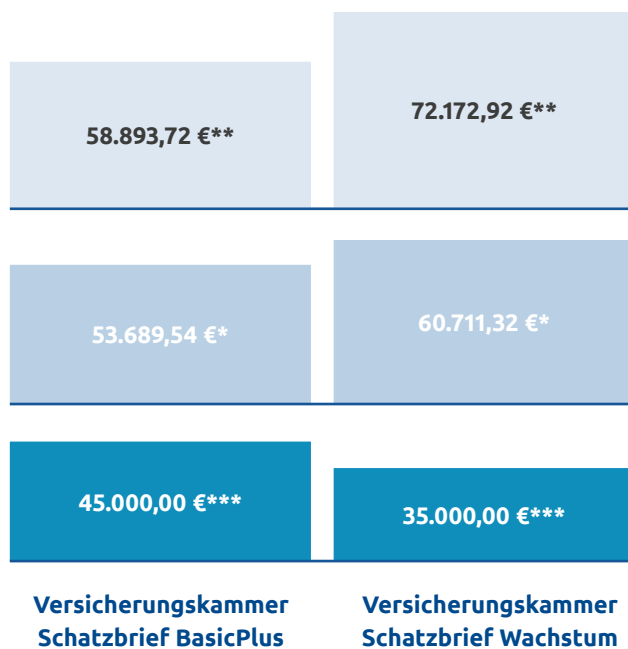 58.893,72 €**
72.172,92 €**
53.689,54 €*
60.711,32 €*
45.000,00 €***
35.000,00 €***
Versicherungskammer
Schatzbrief BasicPlus
Versicherungskammer
Schatzbrief Wachstum